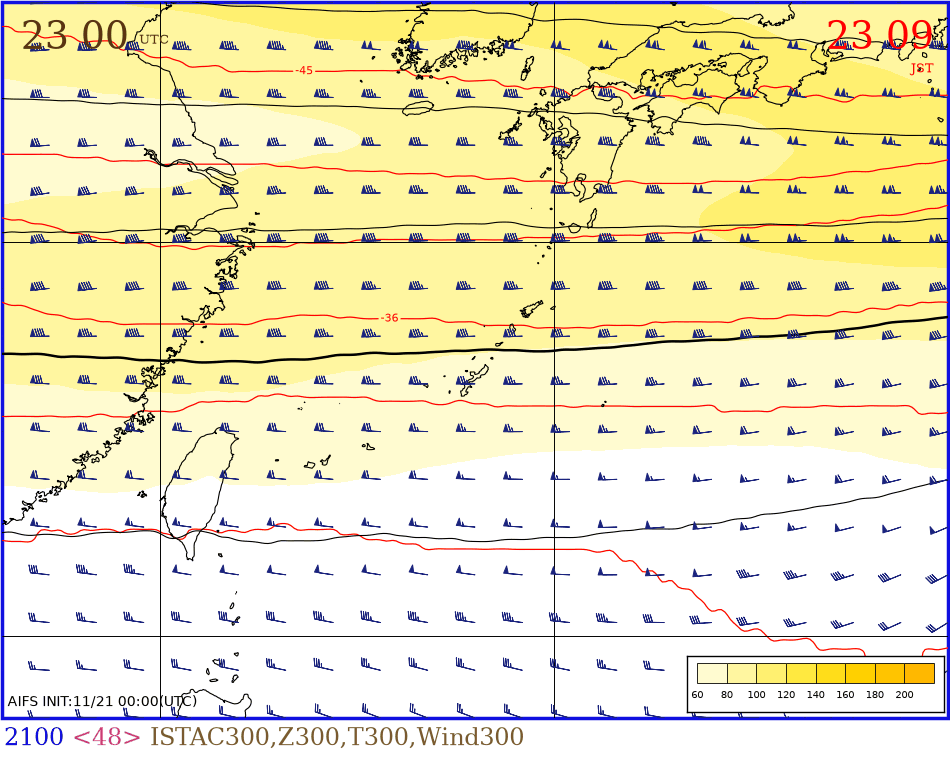 23 00 UTC
23 09
JST
-45
-36
60 80 100 120 140 160 180 200
AIFS INIT:11/21 00:00(UTC)
2100 <48> ISTAC300,Z300,T300,Wind300